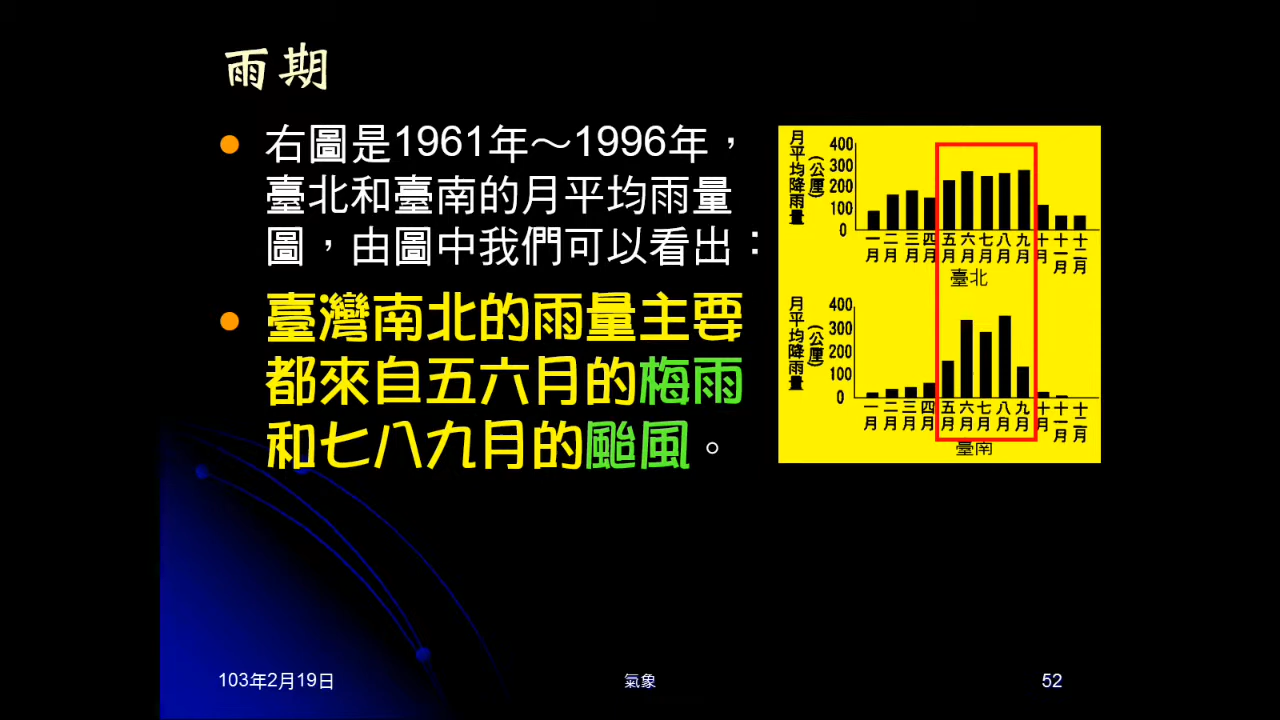 雨期
右圖是1961年～1996年，
臺北和臺南的月平均雨量
圖，由圖中我們可以看出：
臺灣南北的雨量主要
都來自五六月的梅雨
和七八九月的颱風。
月平均降雨量
(公厘)
400
300
200
100
0
一月 二月 三月 四月 五月 六月 七月 八月 九月 十月 十一月 十二月
臺北
月平均降雨量
(公厘)
400
300
200
100
0
一月 二月 三月 四月 五月 六月 七月 八月 九月 十月 十一月 十二月
臺南
103年2月19日
氣象
52